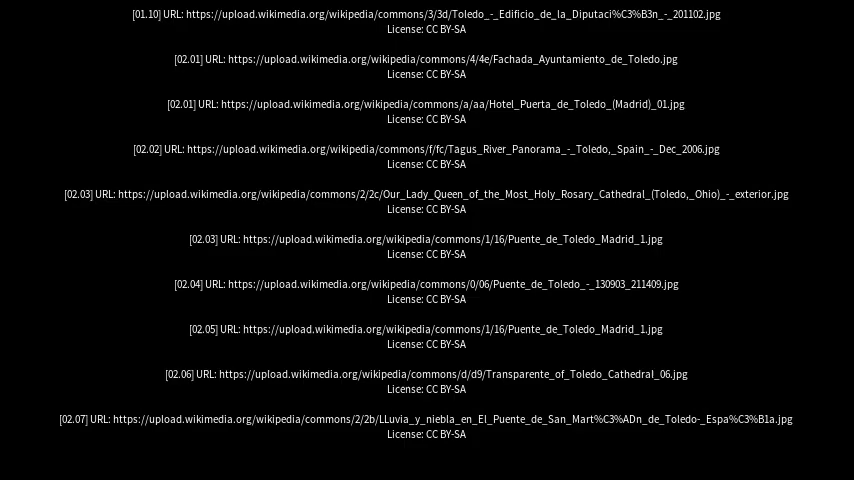 [01.10] URL: https://upload.wikimedia.org/wikipedia/commons/3/3d/Toledo_-_Edificio_de_la_Diputaci%C3%B3n_-_201102.jpg
License: CC BY-SA
[02.01] URL: https://upload.wikimedia.org/wikipedia/commons/4/4e/Fachada_Ayuntamiento_de_Toledo.jpg
License: CC BY-SA
[02.01] URL: https://upload.wikimedia.org/wikipedia/commons/a/aa/Hotel_Puerta_de_Toledo_(Madrid)_01.jpg
License: CC BY-SA
[02.02] URL: https://upload.wikimedia.org/wikipedia/commons/f/fc/Tagus_River_Panorama_-_Toledo,_Spain_-_Dec_2006.jpg
License: CC BY-SA
[02.03] URL: https://upload.wikimedia.org/wikipedia/commons/2/2c/Our_Lady_Queen_of_the_Most_Holy_Rosary_Cathedral_(Toledo,_Ohio)_-_exterior.jpg
License: CC BY-SA
[02.03] URL: https://upload.wikimedia.org/wikipedia/commons/1/16/Puente_de_Toledo_Madrid_1.jpg
License: CC BY-SA
[02.04] URL: https://upload.wikimedia.org/wikipedia/commons/0/06/Puente_de_Toledo_-_130903_211409.jpg
License: CC BY-SA
[02.05] URL: https://upload.wikimedia.org/wikipedia/commons/1/16/Puente_de_Toledo_Madrid_1.jpg
License: CC BY-SA
[02.06] URL: https://upload.wikimedia.org/wikipedia/commons/d/d9/Transparente_of_Toledo_Cathedral_06.jpg
License: CC BY-SA
[02.07] URL: https://upload.wikimedia.org/wikipedia/commons/2/2b/LLuvia_y_niebla_en_El_Puente_de_San_Mart%C3%ADn_de_Toledo-_Espa%C3%B1a.jpg
License: CC BY-SA